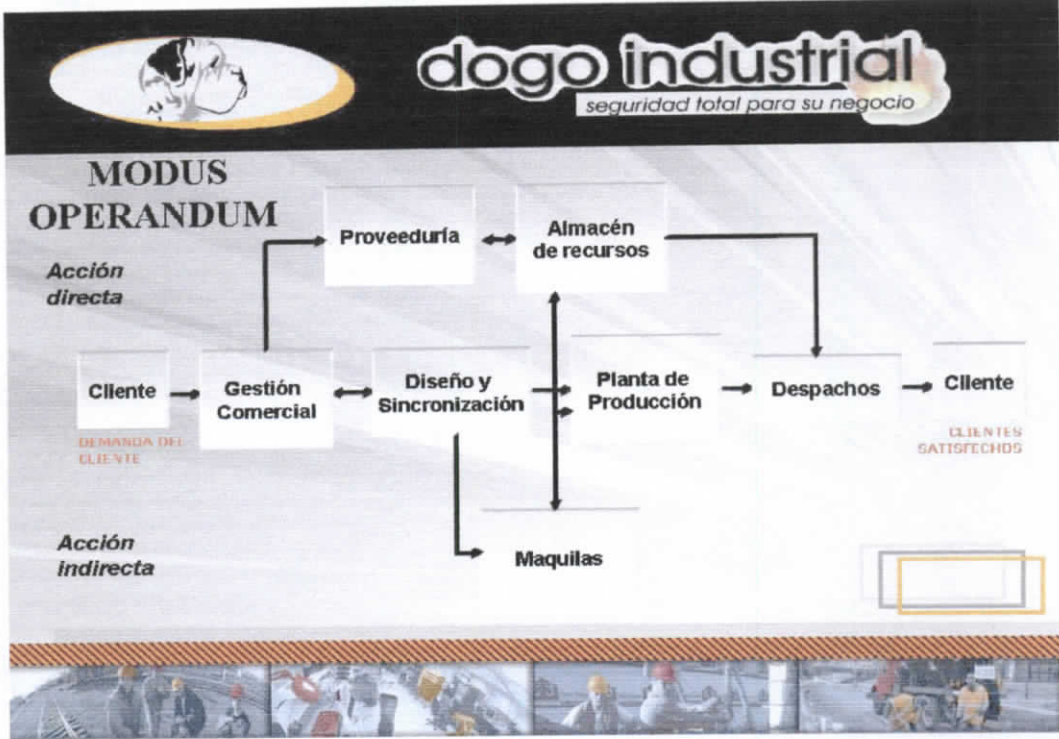 dogo industrial
seguridad total para su negocio
MODUS
OPERANDUM
Proveeduría
Almacén
de recursos
Acción
directa
Cliente
Gestión
Comercial
Diseño y
Sincronización
Planta de
Producción
Despachos
Cliente
DEMANDA DEL
CLIENTE
CLIENTES
SATISFECHOS
Acción
indirecta
Maquilas